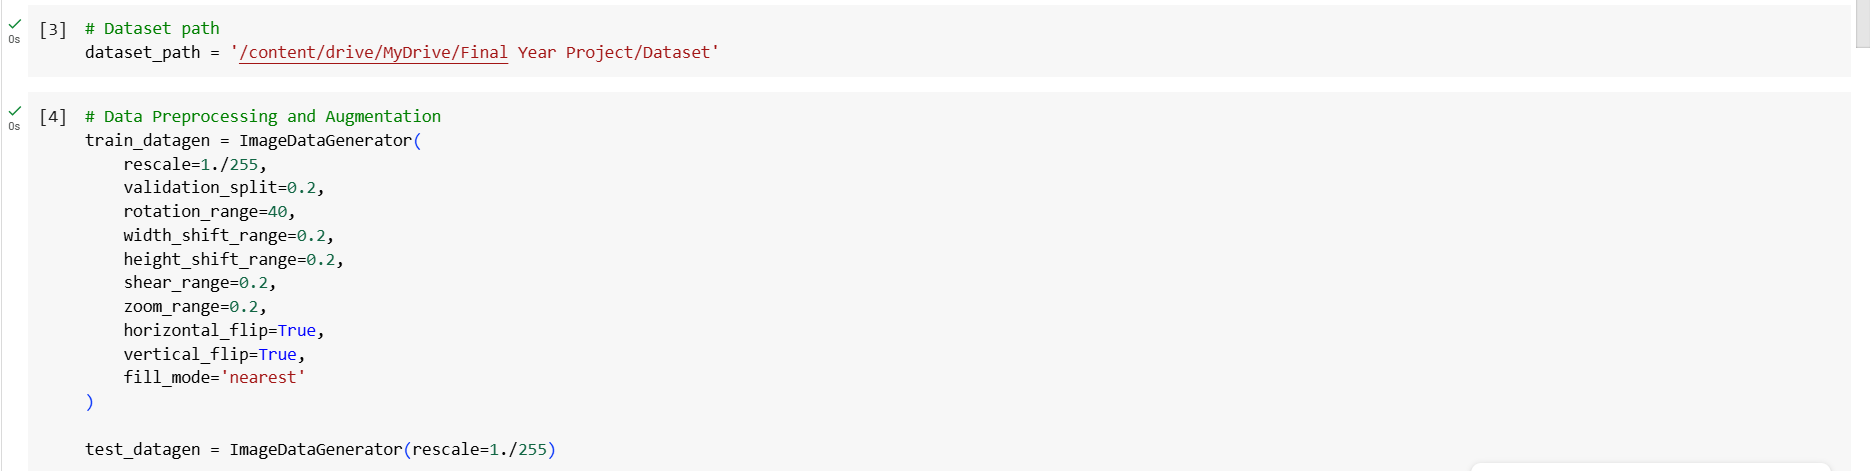 [3] # Dataset path
0s
dataset_path = '/content/drive/MyDrive/Final Year Project/Dataset'
[4] # Data Preprocessing and Augmentation
0s
train_datagen = ImageDataGenerator(
    rescale=1./255,
    validation_split=0.2,
    rotation_range=40,
    width_shift_range=0.2,
    height_shift_range=0.2,
    shear_range=0.2,
    zoom_range=0.2,
    horizontal_flip=True,
    vertical_flip=True,
    fill_mode='nearest'
)
test_datagen = ImageDataGenerator(rescale=1./255)